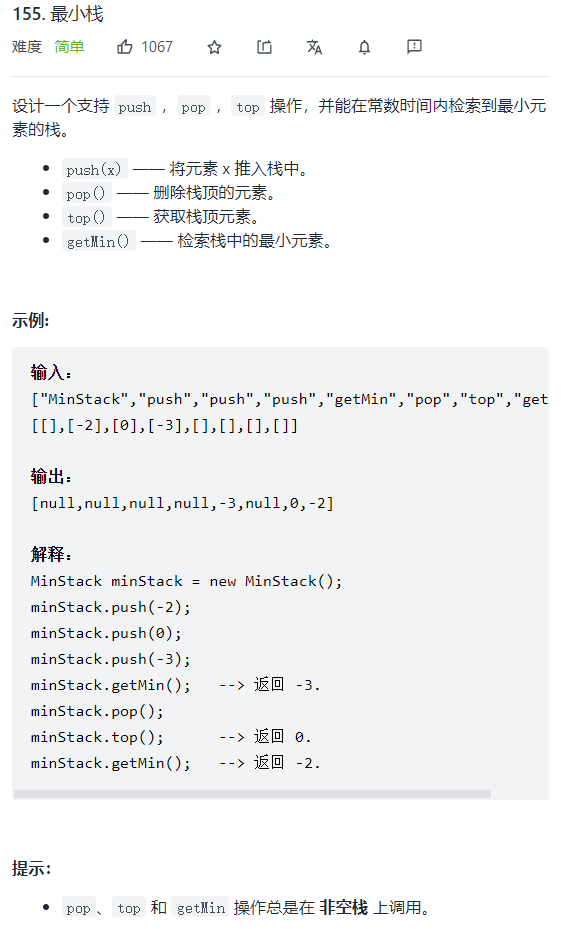 155. 最小栈
难度 简单 1067
设计一个支持 push ，pop ，top 操作，并能在常数时间内检索到最小元
素的栈。
push(x) —— 将元素 x 推入栈中。
pop() —— 删除栈顶的元素。
top() —— 获取栈顶元素。
getMin() —— 检索栈中的最小元素。
示例:
输入：
["MinStack","push","push","push","getMin","pop","top","get
[[],[-2],[0],[-3],[],[],[],[]]
输出：
[null,null,null,null,-3,null,0,-2]
解释：
MinStack minStack = new MinStack();
minStack.push(-2);
minStack.push(0);
minStack.push(-3);
minStack.getMin();   --> 返回 -3.
minStack.pop();
minStack.top();      --> 返回 0.
minStack.getMin();   --> 返回 -2.
提示：
pop、top 和 getMin 操作总是在 非空栈 上调用。